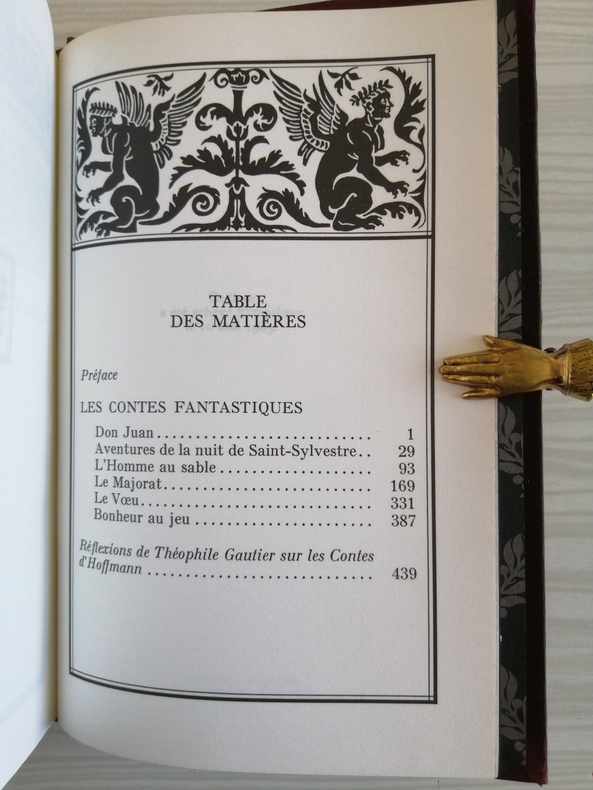 TABLE
DES MATIÈRES
Préface
LES CONTES FANTASTIQUES
Don Juan.............................. 1
Aventures de la nuit de Saint-Sylvestre.. 29
L'Homme au sable..................... 93
Le Majorat............................. 169
Le Vœu................................ 331
Bonheur au jeu ........................ 387
Réflexions de Théophile Gautier sur les Contes
d'Hoffmann ............................. 439